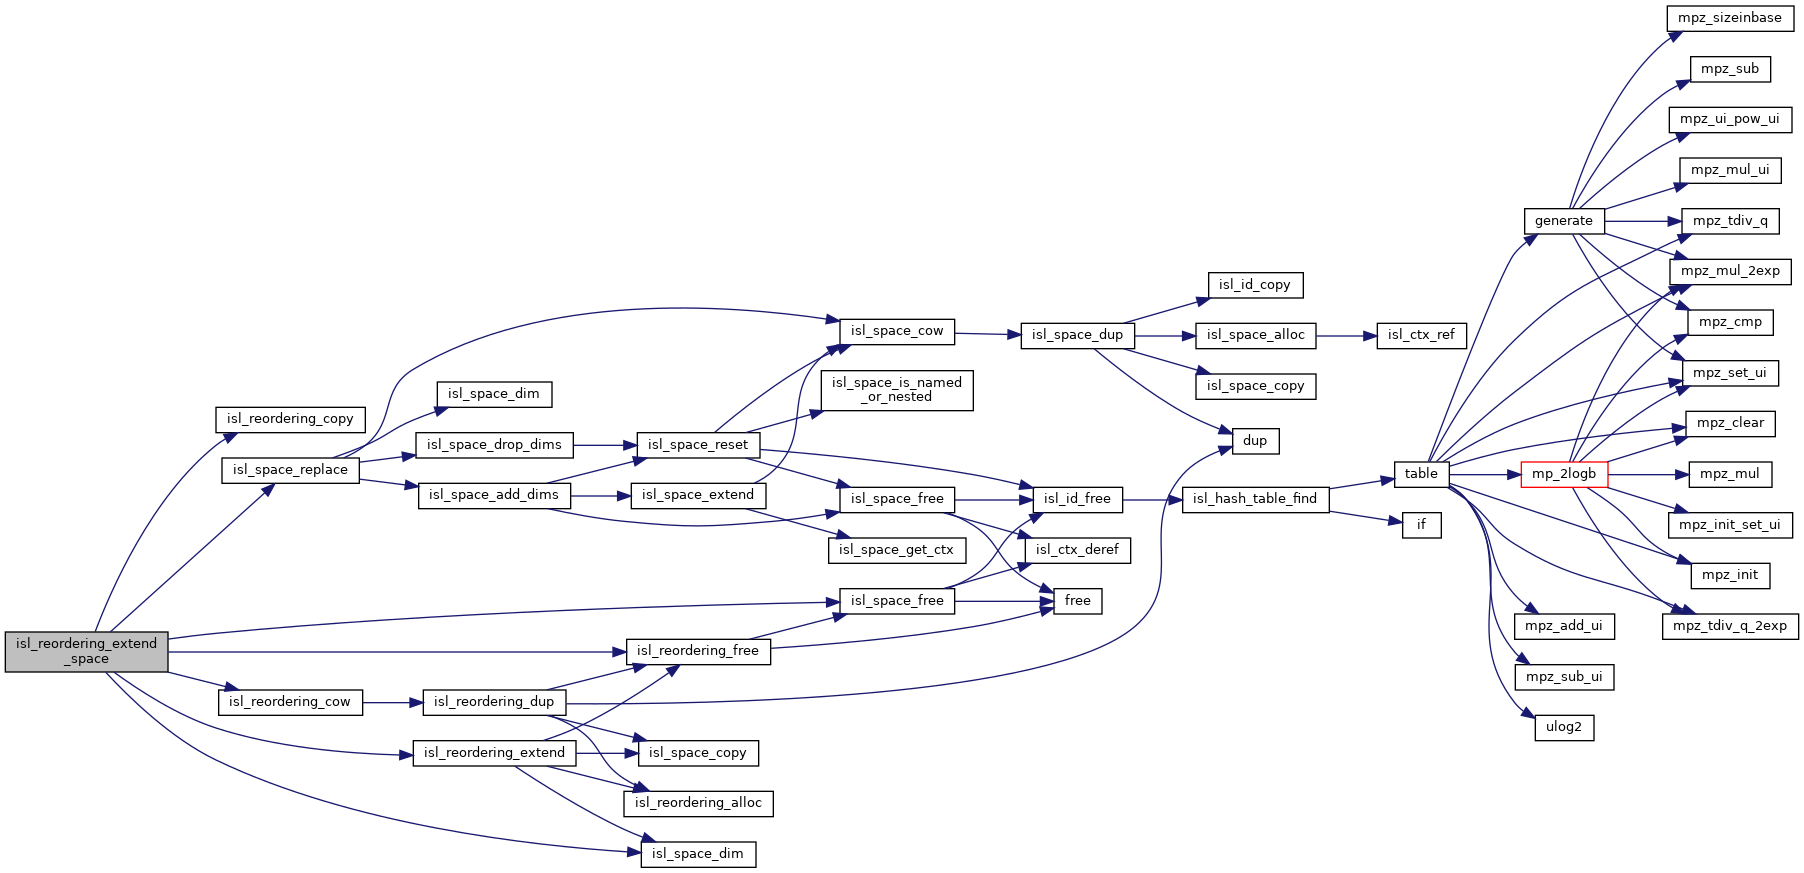 mpz_sizeinbase
mpz_sub
mpz_ui_pow_ui
mpz_mul_ui
generate
mpz_tdiv_q
mpz_mul_2exp
isl_id_copy
mpz_cmp
isl_space_cow
isl_space_dup
isl_space_alloc
isl_ctx_ref
mpz_set_ui
isl_space_is_named
_or_nested
isl_space_copy
isl_space_dim
isl_reordering_copy
mpz_clear
isl_space_drop_dims
isl_space_reset
dup
isl_space_replace
table
mp_2logb
mpz_mul
isl_space_add_dims
isl_space_extend
isl_space_free
isl_id_free
isl_hash_table_find
if
mpz_init_set_ui
isl_space_get_ctx
isl_ctx_deref
mpz_init
isl_space_free
free
mpz_add_ui
mpz_tdiv_q_2exp
isl_reordering_extend
_space
isl_reordering_free
mpz_sub_ui
isl_reordering_cow
isl_reordering_dup
ulog2
isl_reordering_extend
isl_space_copy
isl_reordering_alloc
isl_space_dim